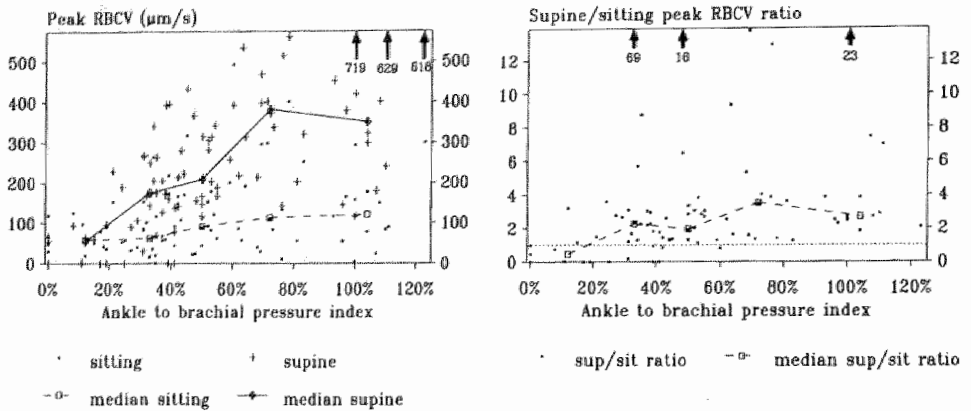 Peak RBCV (μm/s)
500
400
300
200
100
0
719 629 516
500
400
300
200
100
0
0% 20% 40% 60% 80% 100% 120%
Ankle to brachial pressure index
sitting supine
median sitting median supine
Supine/sitting peak RBCV ratio
12
10
8
6
4
2
0
69 16 23
12
10
8
6
4
2
0
0% 20% 40% 60% 80% 100% 120%
Ankle to brachial pressure index
sup/sit ratio median sup/sit ratio